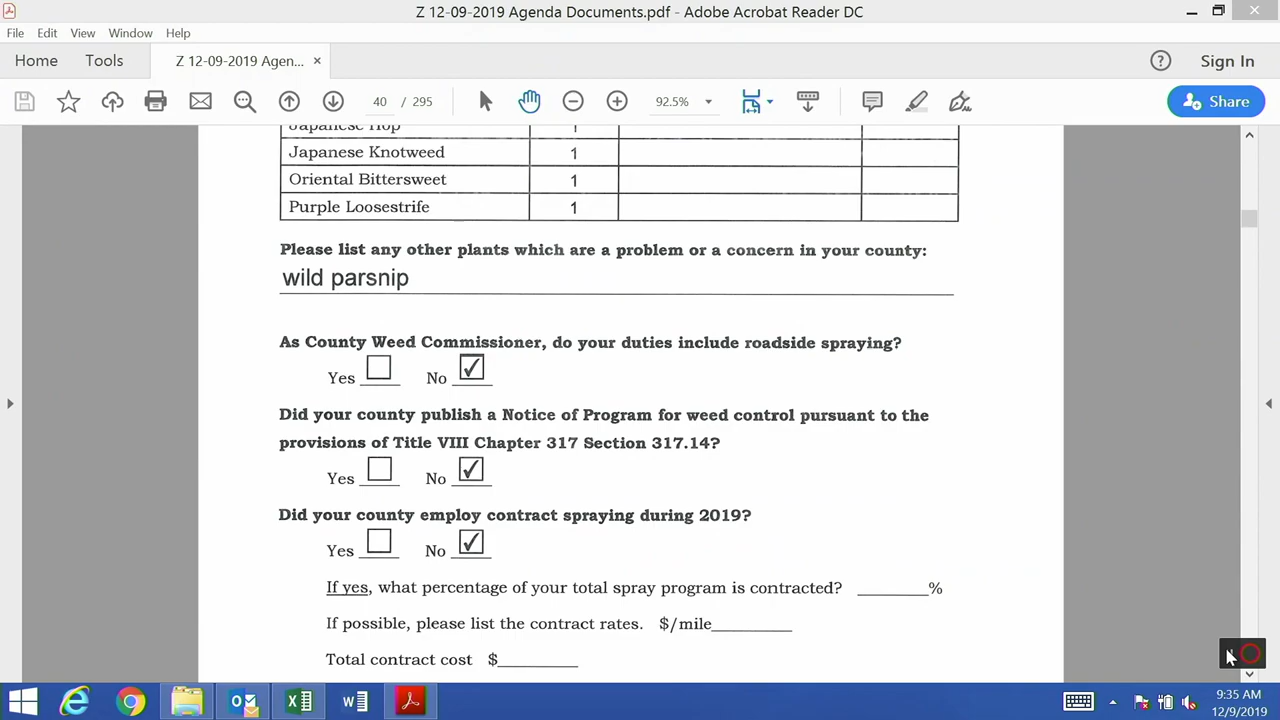 Z 12-09-2019 Agenda Documents.pdf - Adobe Acrobat Reader DC
File Edit View Window Help
Home Tools Z 12-09-2019 Agen... × ? Sign In
40 / 295 92.5% Share
Japanese Hop 1
Japanese Knotweed 1
Oriental Bittersweet 1
Purple Loosestrife 1
Please list any other plants which are a problem or a concern in your county:
wild parsnip
As County Weed Commissioner, do your duties include roadside spraying?
Yes No ✓
Did your county publish a Notice of Program for weed control pursuant to the
provisions of Title VIII Chapter 317 Section 317.14?
Yes No ✓
Did your county employ contract spraying during 2019?
Yes No ✓
If yes, what percentage of your total spray program is contracted? ________%
If possible, please list the contract rates. $/mile_________
Total contract cost $_________
9:35 AM
12/9/2019